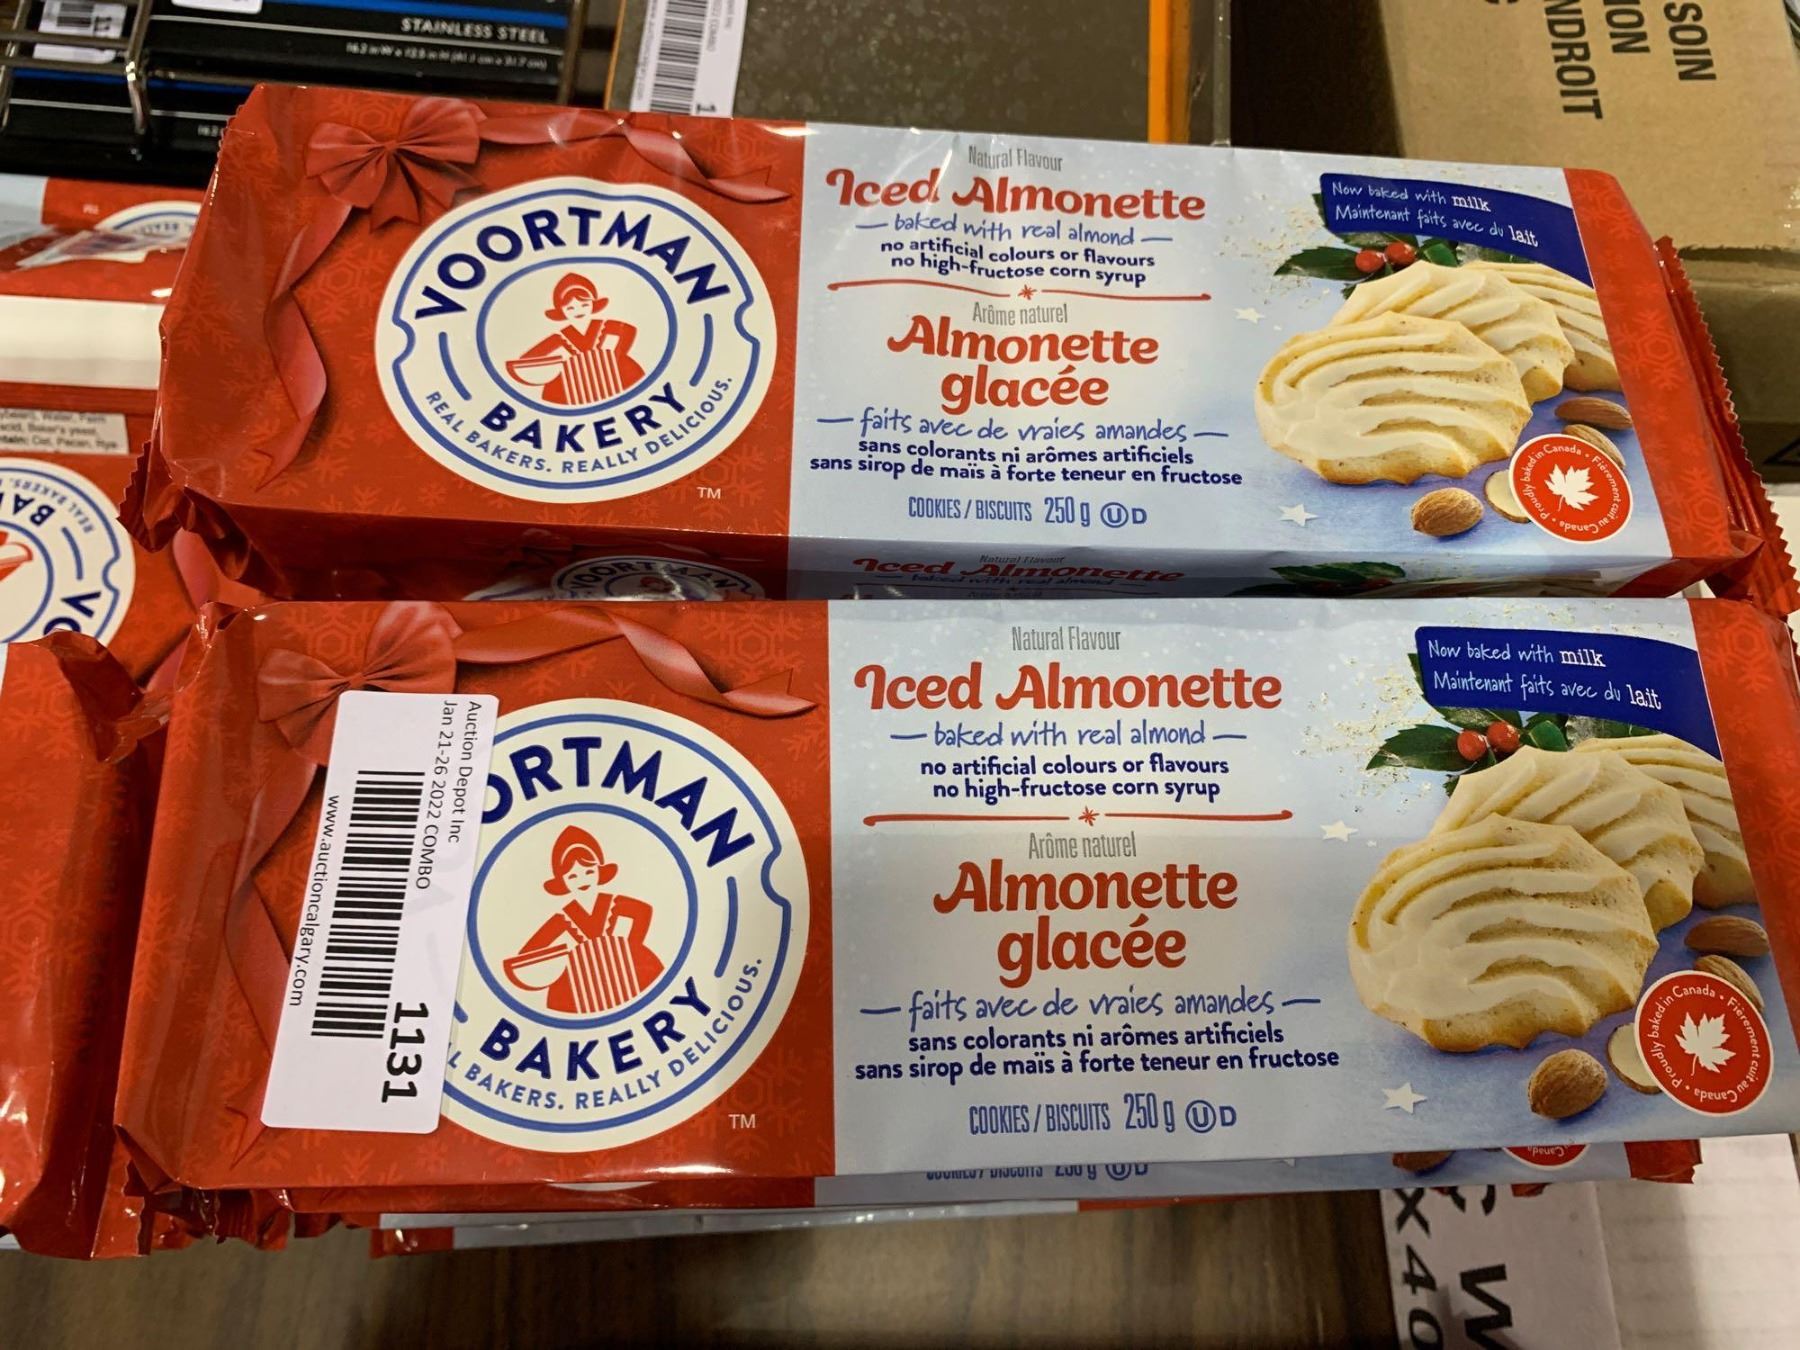 STAINLESS STEEL
SOIN
ION
NDROIT
VOORTMAN
BAKERY
REAL BAKERS. REALLY DELICIOUS.
TM
Natural Flavour
Iced Almonette
baked with real almond
no artificial colours or flavours
no high-fructose corn syrup
Arôme naturel
Almonette
glacée
faits avec de vraies amandes
sans colorants ni arômes artificiels
sans sirop de maïs à forte teneur en fructose
COOKIES / BISCUITS 250 g Ⓤ D
Now baked with milk
Maintenant faits avec du lait
Proudly baked in Canada • Fièrement cuit au Canada •
Natural Flavour
Iced Almonette
baked with real almond
Auction Depot Inc
Jan 21-26 2022 COMBO
1131
www.auctioncalgary.com
ORTMAN
BAKERY
L BAKERS. REALLY DELICIOUS.
TM
Natural Flavour
Iced Almonette
baked with real almond
no artificial colours or flavours
no high-fructose corn syrup
Arôme naturel
Almonette
glacée
faits avec de vraies amandes
sans colorants ni arômes artificiels
sans sirop de maïs à forte teneur en fructose
COOKIES / BISCUITS 250 g Ⓤ D
Now baked with milk
Maintenant faits avec du lait
Proudly baked in Canada • Fièrement cuit au Canada •
COOKIES / BISCUITS 250 g Ⓤ D
Canada
X40